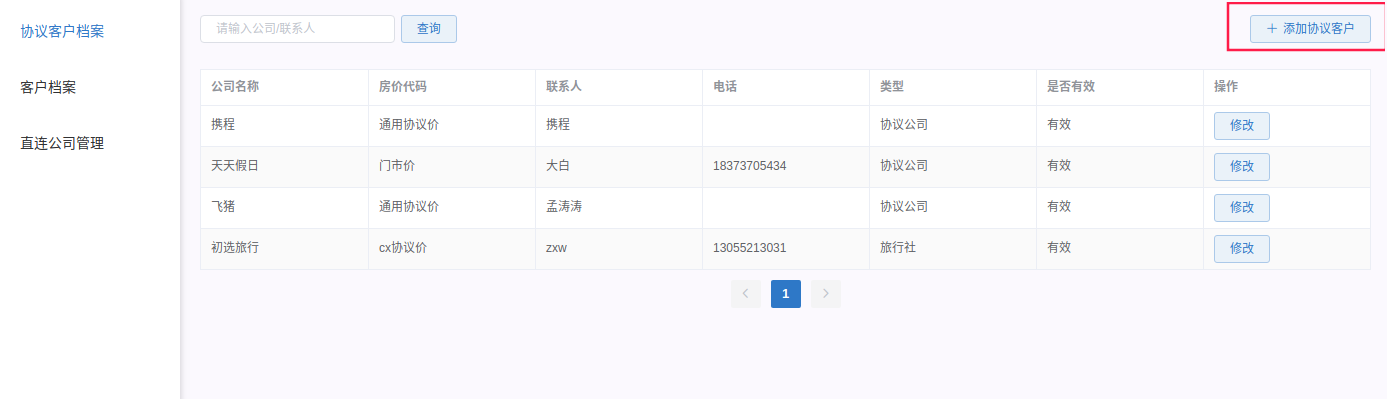 协议客户档案
客户档案
直连公司管理
请输入公司/联系人 查询 添加协议客户
公司名称 房价代码 联系人 电话 类型 是否有效 操作
携程 通用协议价 携程 协议公司 有效 修改
天天假日 门市价 大白 18373705434 协议公司 有效 修改
飞猪 通用协议价 孟涛涛 协议公司 有效 修改
初选旅行 cx协议价 zxw 13055213031 旅行社 有效 修改
1